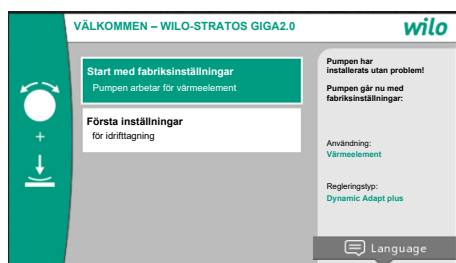 VÄLKOMMEN – WILO-STRATOS GIGA2.0
wilo
Start med fabriksinställningar
Pumpen arbetar för värmeelement
Första inställningar
för idrifttagning
+
Pumpen har
installerats utan problem!
Pumpen går nu med
fabriksinställningar:
Användning:
Värmeelement
Regleringstyp:
Dynamic Adapt plus
Language